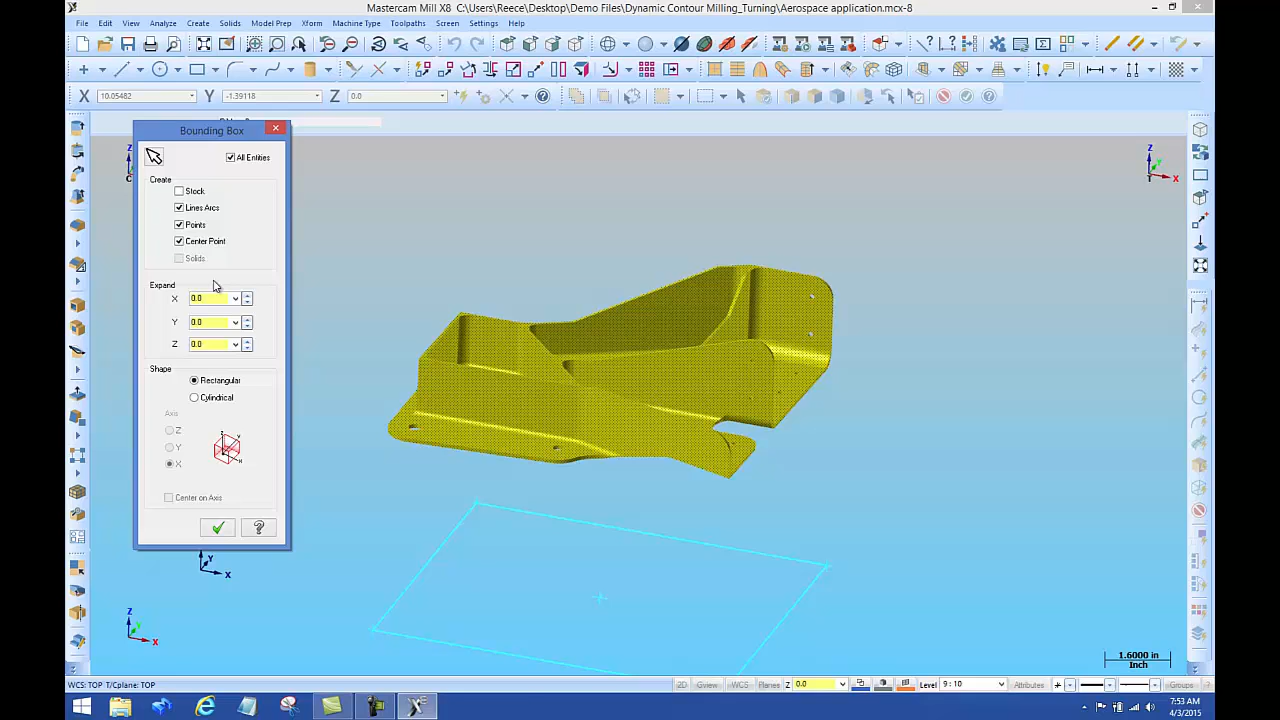 Mastercam Mill X8 C:\Users\Reece\Desktop\Demo Files\Dynamic Contour Milling_Turning\Aerospace application.mcx-8
File Edit View Analyze Create Solids Model Prep Xform Machine Type Toolpaths Screen Settings Help
X 10.05482 Y -1.39118 Z 0.0
Bounding Box
All Entities
Create
Stock
Lines Arcs
Points
Center Point
Solids
Expand
X 0.0
Y 0.0
Z 0.0
Shape
Rectangular
Cylindrical
Axis
Z
Y
X
Center on Axis
Z
X
Y
Z
Y
X
Y
X
Z
Y
X
1.6000 in
Inch
WCS: TOP T/Cplane: TOP
2D Gview WCS Planes Z 0.0 Level 9 : 10 Attributes Groups
7:53 AM
4/3/2015